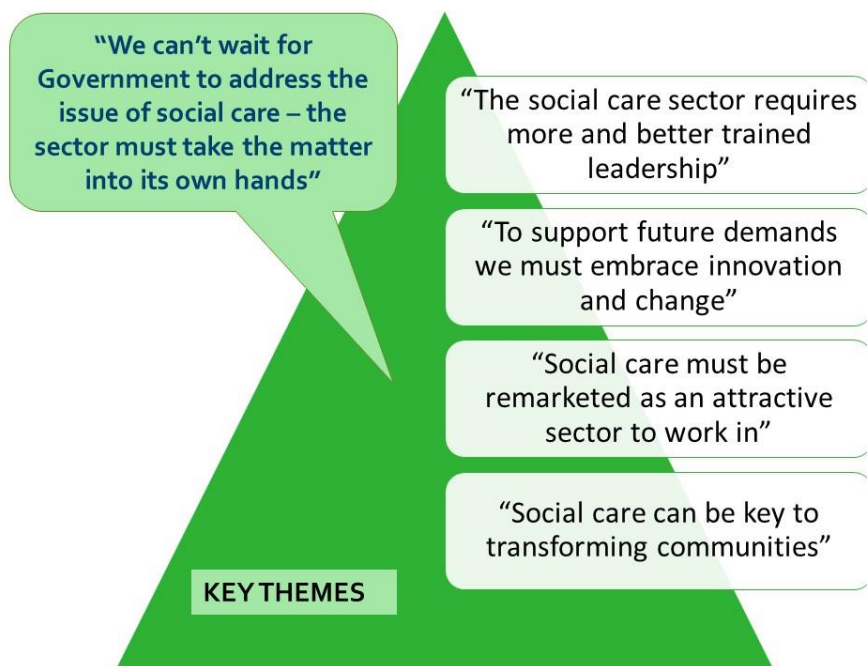 “We can’t wait for
Government to address the
issue of social care – the
sector must take the matter
into its own hands”
“The social care sector requires
more and better trained
leadership”
“To support future demands
we must embrace innovation
and change”
“Social care must be
remarketed as an attractive
sector to work in”
“Social care can be key to
transforming communities”
KEY THEMES